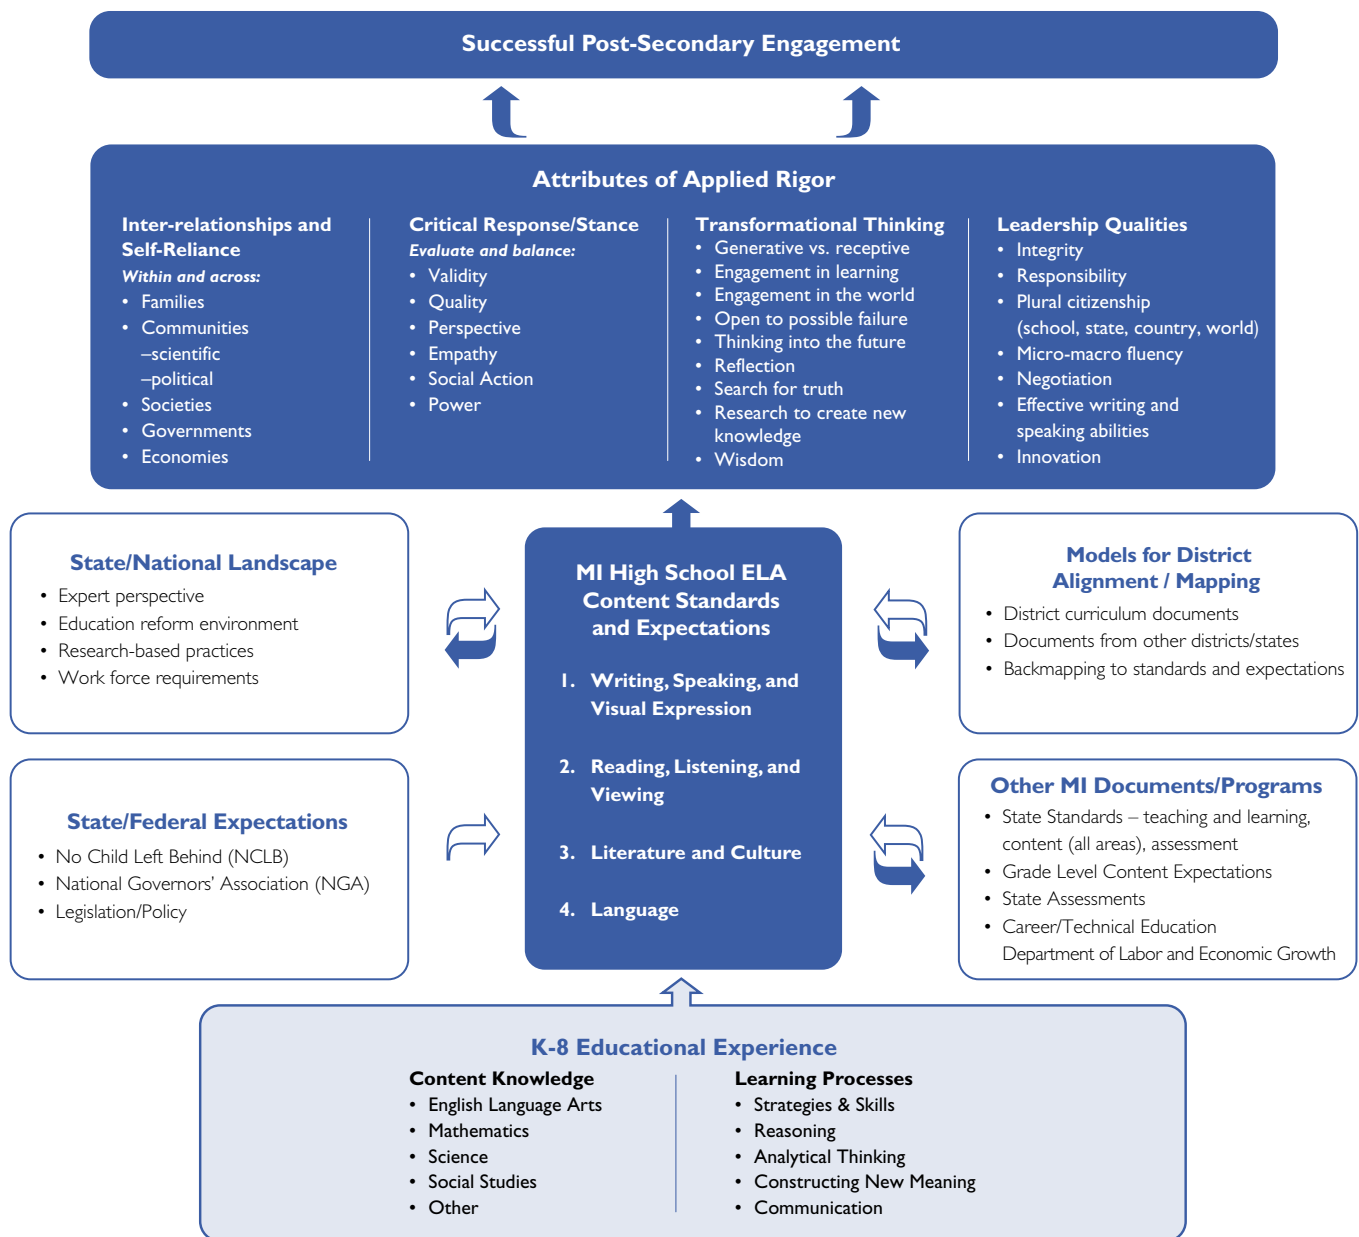 Successful Post-Secondary Engagement
Attributes of Applied Rigor
Inter-relationships and
Self-Reliance
Within and across:
• Families
• Communities
–scientific
–political
• Societies
• Governments
• Economies
Critical Response/Stance
Evaluate and balance:
• Validity
• Quality
• Perspective
• Empathy
• Social Action
• Power
Transformational Thinking
• Generative vs. receptive
• Engagement in learning
• Engagement in the world
• Open to possible failure
• Thinking into the future
• Reflection
• Search for truth
• Research to create new
knowledge
• Wisdom
Leadership Qualities
• Integrity
• Responsibility
• Plural citizenship
(school, state, country, world)
• Micro-macro fluency
• Negotiation
• Effective writing and
speaking abilities
• Innovation
State/National Landscape
• Expert perspective
• Education reform environment
• Research-based practices
• Work force requirements
State/Federal Expectations
• No Child Left Behind (NCLB)
• National Governors' Association (NGA)
• Legislation/Policy
MI High School ELA
Content Standards
and Expectations
1. Writing, Speaking, and
Visual Expression
2. Reading, Listening, and
Viewing
3. Literature and Culture
4. Language
Models for District
Alignment / Mapping
• District curriculum documents
• Documents from other districts/states
• Backmapping to standards and expectations
Other MI Documents/Programs
• State Standards – teaching and learning,
content (all areas), assessment
• Grade Level Content Expectations
• State Assessments
• Career/Technical Education
Department of Labor and Economic Growth
K-8 Educational Experience
Content Knowledge
• English Language Arts
• Mathematics
• Science
• Social Studies
• Other
Learning Processes
• Strategies & Skills
• Reasoning
• Analytical Thinking
• Constructing New Meaning
• Communication